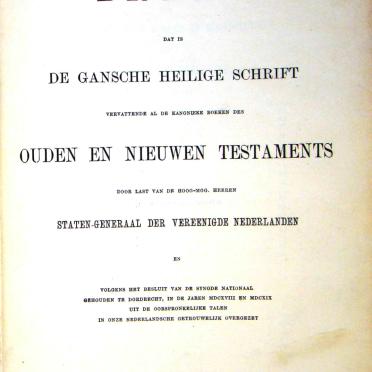 DAT IS
DE GANSCHE HEILIGE SCHRIFT
VERVATTENDE AL DE KANONIEKE BOEKEN DES
OUDEN EN NIEUWEN TESTAMENTS
DOOR LAST VAN DE HOOG-MOG. HEEREN
STATEN-GENERAAL DER VEREENIGDE NEDERLANDEN
EN
VOLGENS HET BESLUIT VAN DE SYNODE NATIONAAL
GEHOUDEN TE DORDRECHT, IN DE JAREN MDCXVIII EN MDCXIX
UIT DE OORSPRONKELIJKE TALEN
IN ONZE NEDERLANDSCHE GETROUWELIJK OVERGEZET